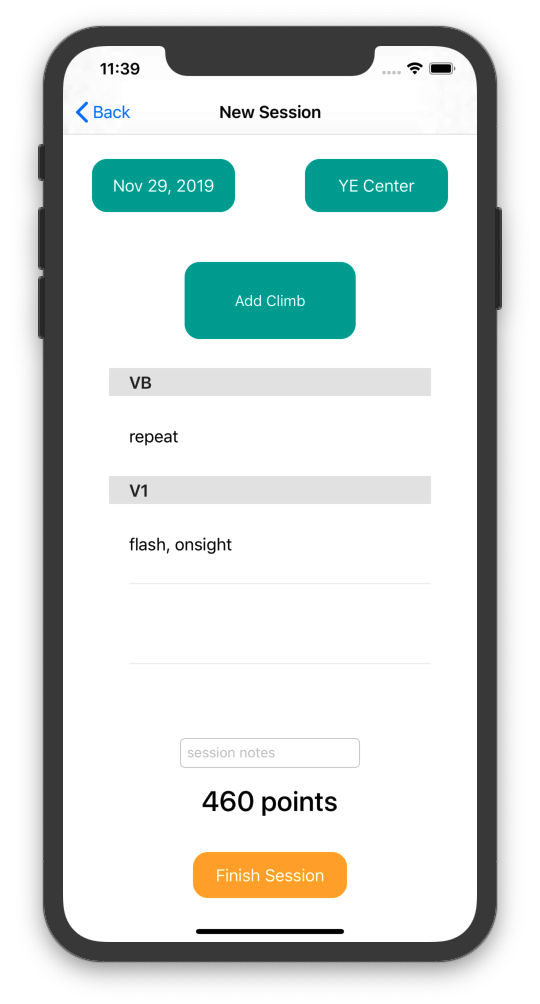 11:39
Back
New Session
Nov 29, 2019
YE Center
Add Climb
VB
repeat
V1
flash, onsight
session notes
460 points
Finish Session